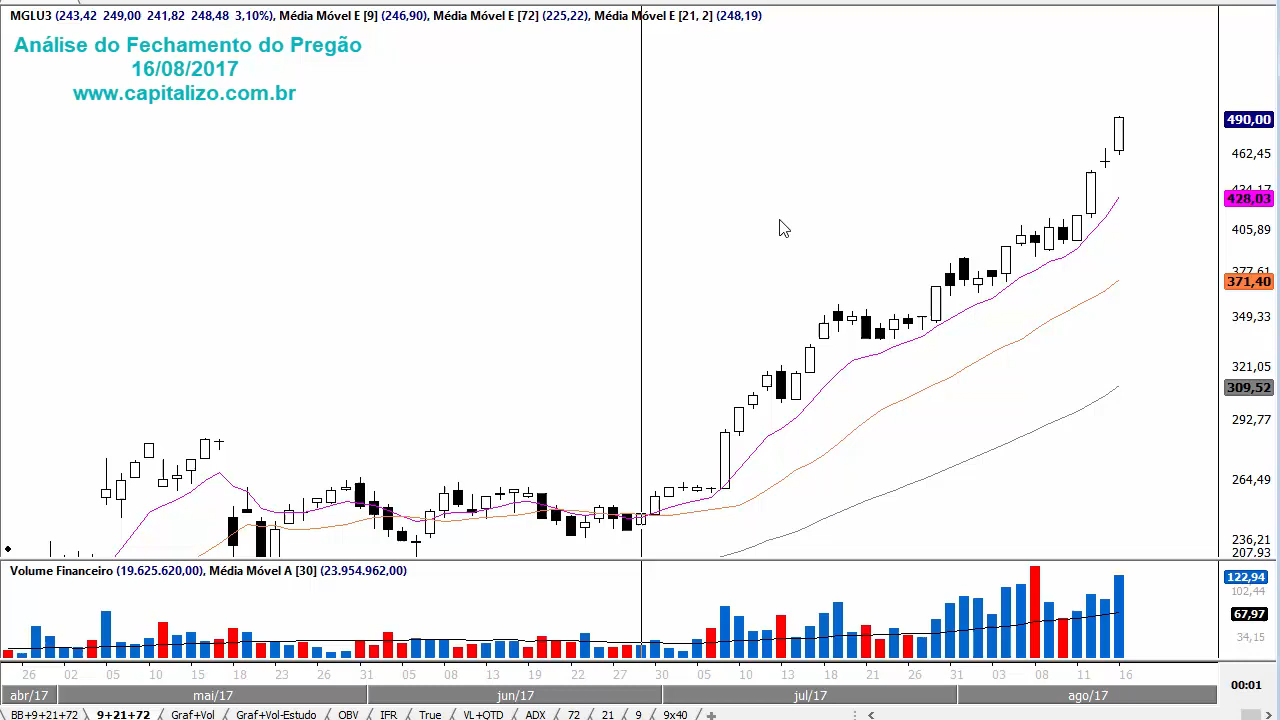 MGLU3 (243,42 249,00 241,82 248,48 3,10%), Média Móvel E [9] (246,90), Média Móvel E [72] (225,22), Média Móvel E [21, 2] (248,19)
Análise do Fechamento do Pregão
16/08/2017
www.capitalizo.com.br
490,00
462,45
428,03
405,89
377,61
371,40
349,33
321,05
309,52
292,77
264,49
236,21
207,93
Volume Financeiro (19.625.620,00), Média Móvel A [30] (23.954.962,00)
122,94
102,44
67,97
34,15
26 02 05 10 15 18 23 26 31 05 08 13 19 22 27 30 05 10 13 18 21 26 31 03 08 11 16
abr/17 mai/17 jun/17 jul/17 ago/17
00:01
BB+9+21+72 9+21+72 Graf+Vol Graf+Vol-Estudo OBV IFR True VL+QTD ADX 72 21 9 9x40